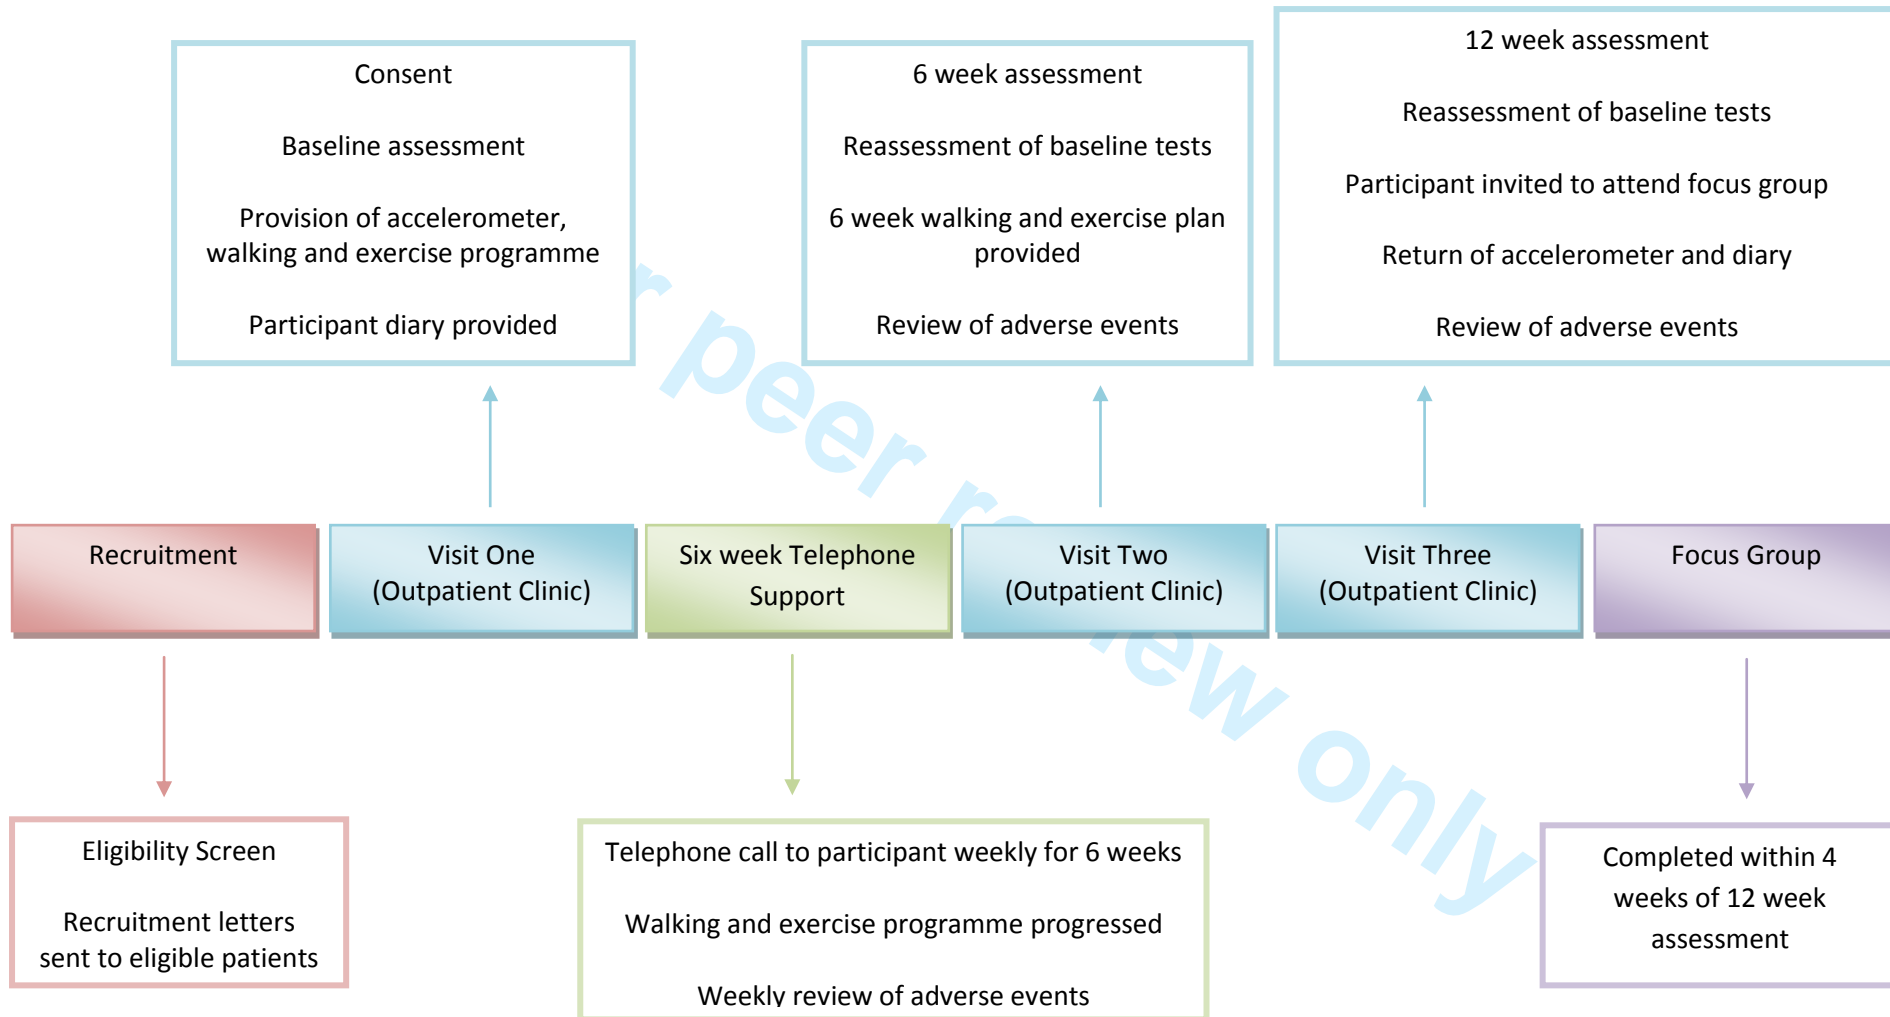 Consent
Baseline assessment
Provision of accelerometer,
walking and exercise programme
Participant diary provided
6 week assessment
Reassessment of baseline tests
6 week walking and exercise plan
provided
Review of adverse events
12 week assessment
Reassessment of baseline tests
Participant invited to attend focus group
Return of accelerometer and diary
Review of adverse events
Recruitment
Visit One
(Outpatient Clinic)
Six week Telephone
Support
Visit Two
(Outpatient Clinic)
Visit Three
(Outpatient Clinic)
Focus Group
Eligibility Screen
Recruitment letters
sent to eligible patients
Telephone call to participant weekly for 6 weeks
Walking and exercise programme progressed
Weekly review of adverse events
Completed within 4
weeks of 12 week
assessment
peer review only